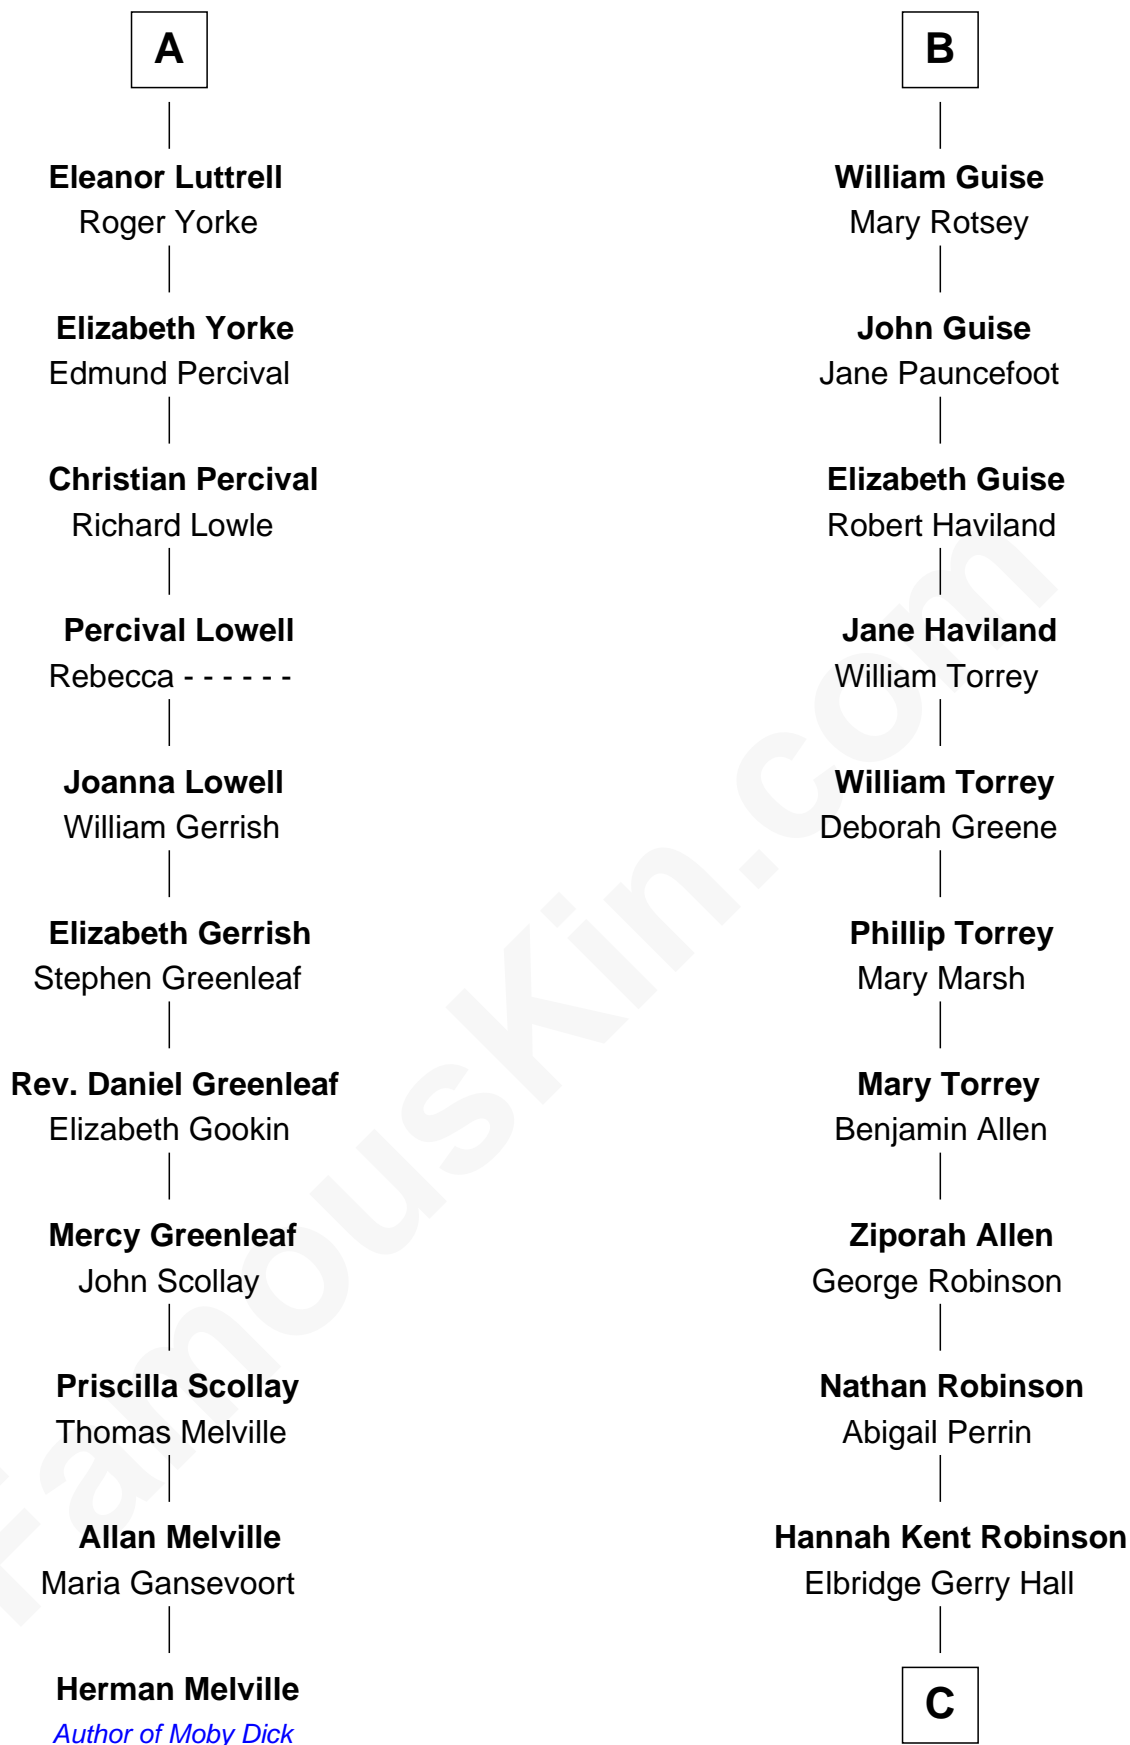 A
Eleanor Luttrell
Roger Yorke
Elizabeth Yorke
Edmund Percival
Christian Percival
Richard Lowle
Percival Lowell
Rebecca - - - - - -
Joanna Lowell
William Gerrish
Elizabeth Gerrish
Stephen Greenleaf
Rev. Daniel Greenleaf
Elizabeth Gookin
Mercy Greenleaf
John Scollay
Priscilla Scollay
Thomas Melville
Allan Melville
Maria Gansevoort
Herman Melville
Author of Moby Dick
B
William Guise
Mary Rotsey
John Guise
Jane Pauncefoot
Elizabeth Guise
Robert Haviland
Jane Haviland
William Torrey
William Torrey
Deborah Greene
Phillip Torrey
Mary Marsh
Mary Torrey
Benjamin Allen
Ziporah Allen
George Robinson
Nathan Robinson
Abigail Perrin
Hannah Kent Robinson
Elbridge Gerry Hall
C
FamousKin.com